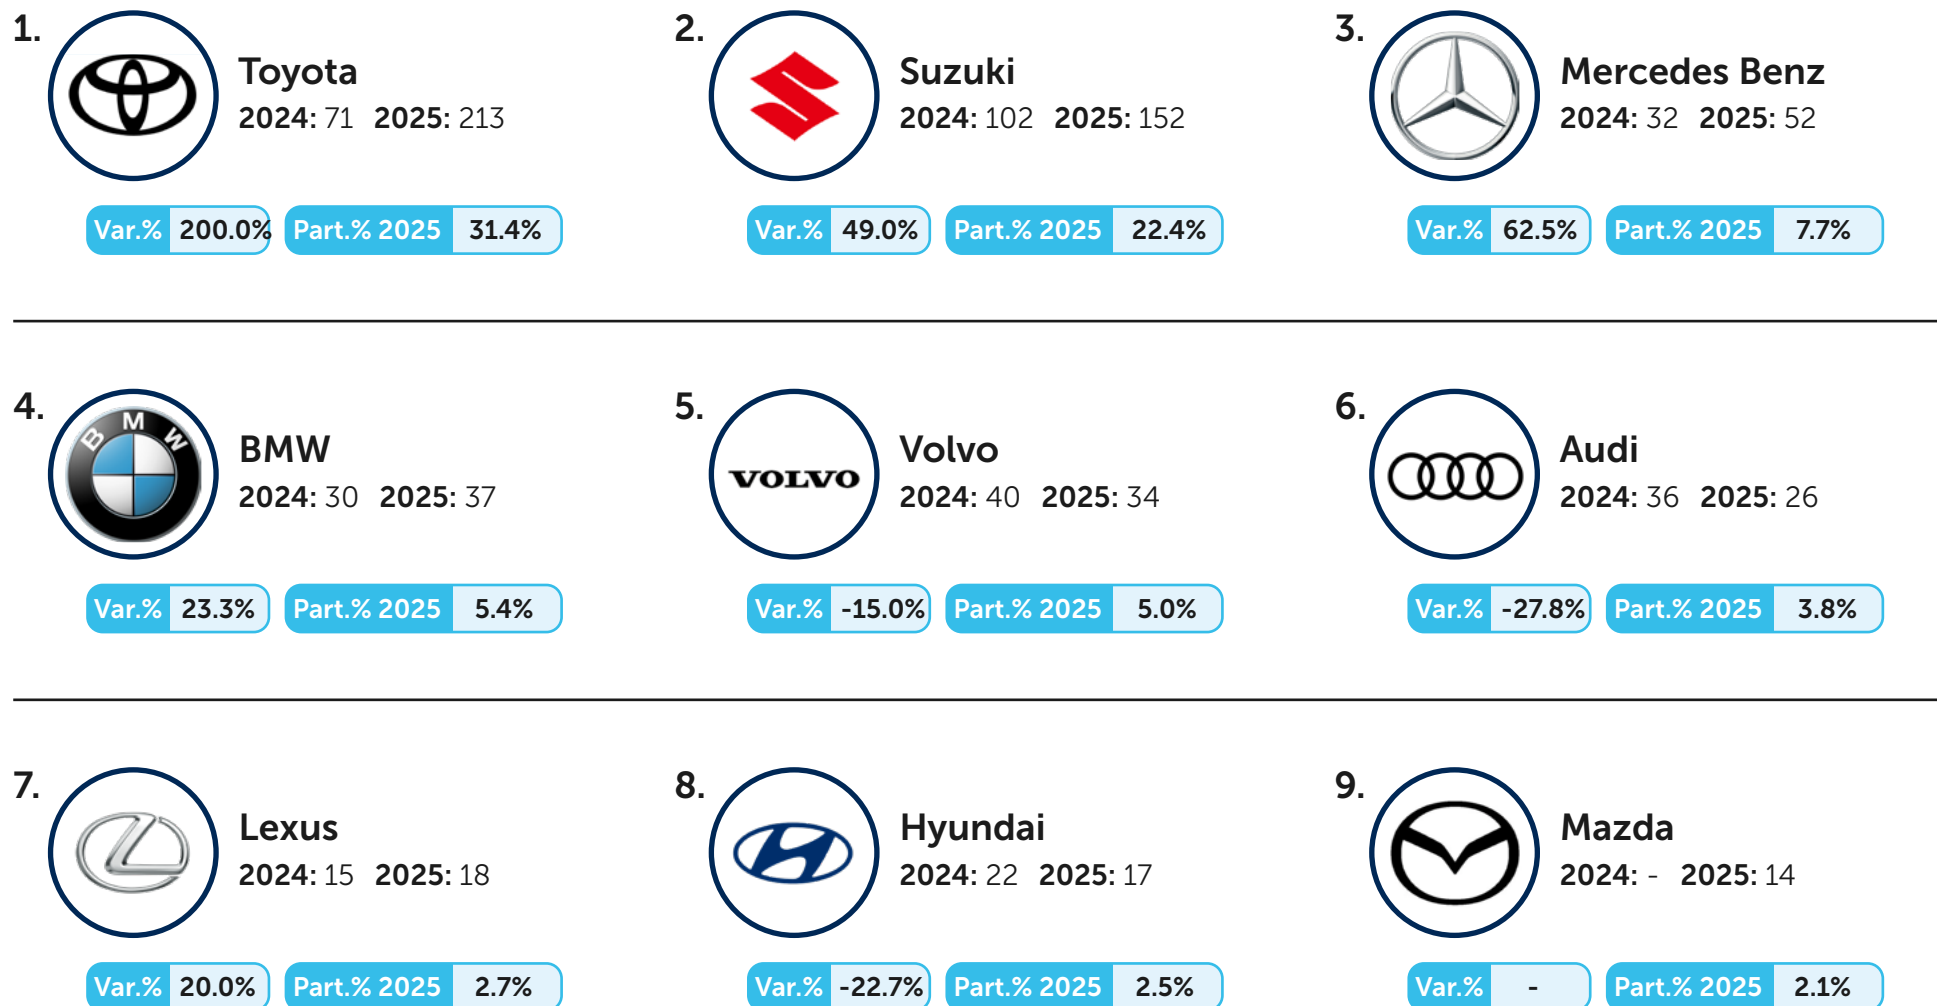 1.
Toyota
2024: 71 2025: 213
Var.% 200.0% Part.% 2025 31.4%
2.
Suzuki
2024: 102 2025: 152
Var.% 49.0% Part.% 2025 22.4%
3.
Mercedes Benz
2024: 32 2025: 52
Var.% 62.5% Part.% 2025 7.7%
4.
BMW
BMW
2024: 30 2025: 37
Var.% 23.3% Part.% 2025 5.4%
5.
VOLVO
Volvo
2024: 40 2025: 34
Var.% -15.0% Part.% 2025 5.0%
6.
Audi
2024: 36 2025: 26
Var.% -27.8% Part.% 2025 3.8%
7.
Lexus
2024: 15 2025: 18
Var.% 20.0% Part.% 2025 2.7%
8.
Hyundai
2024: 22 2025: 17
Var.% -22.7% Part.% 2025 2.5%
9.
Mazda
2024: - 2025: 14
Var.% - Part.% 2025 2.1%